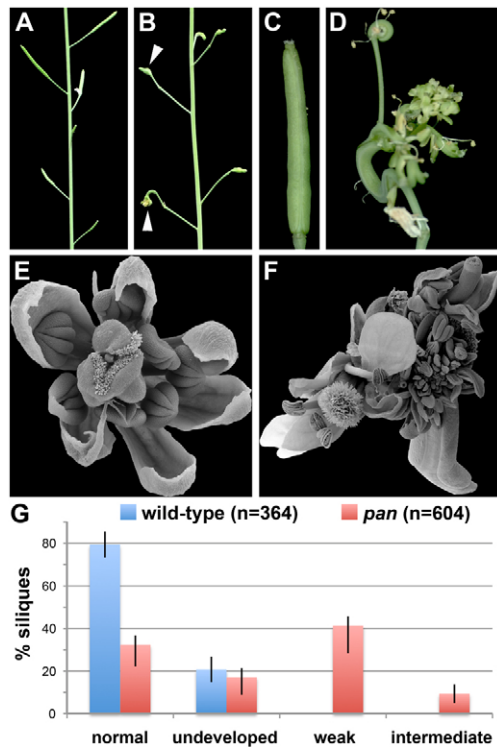 A B C D
E F
G
wild-type (n=364) pan (n=604)
% siliques
80
60
40
20
0
normal undeveloped weak intermediate